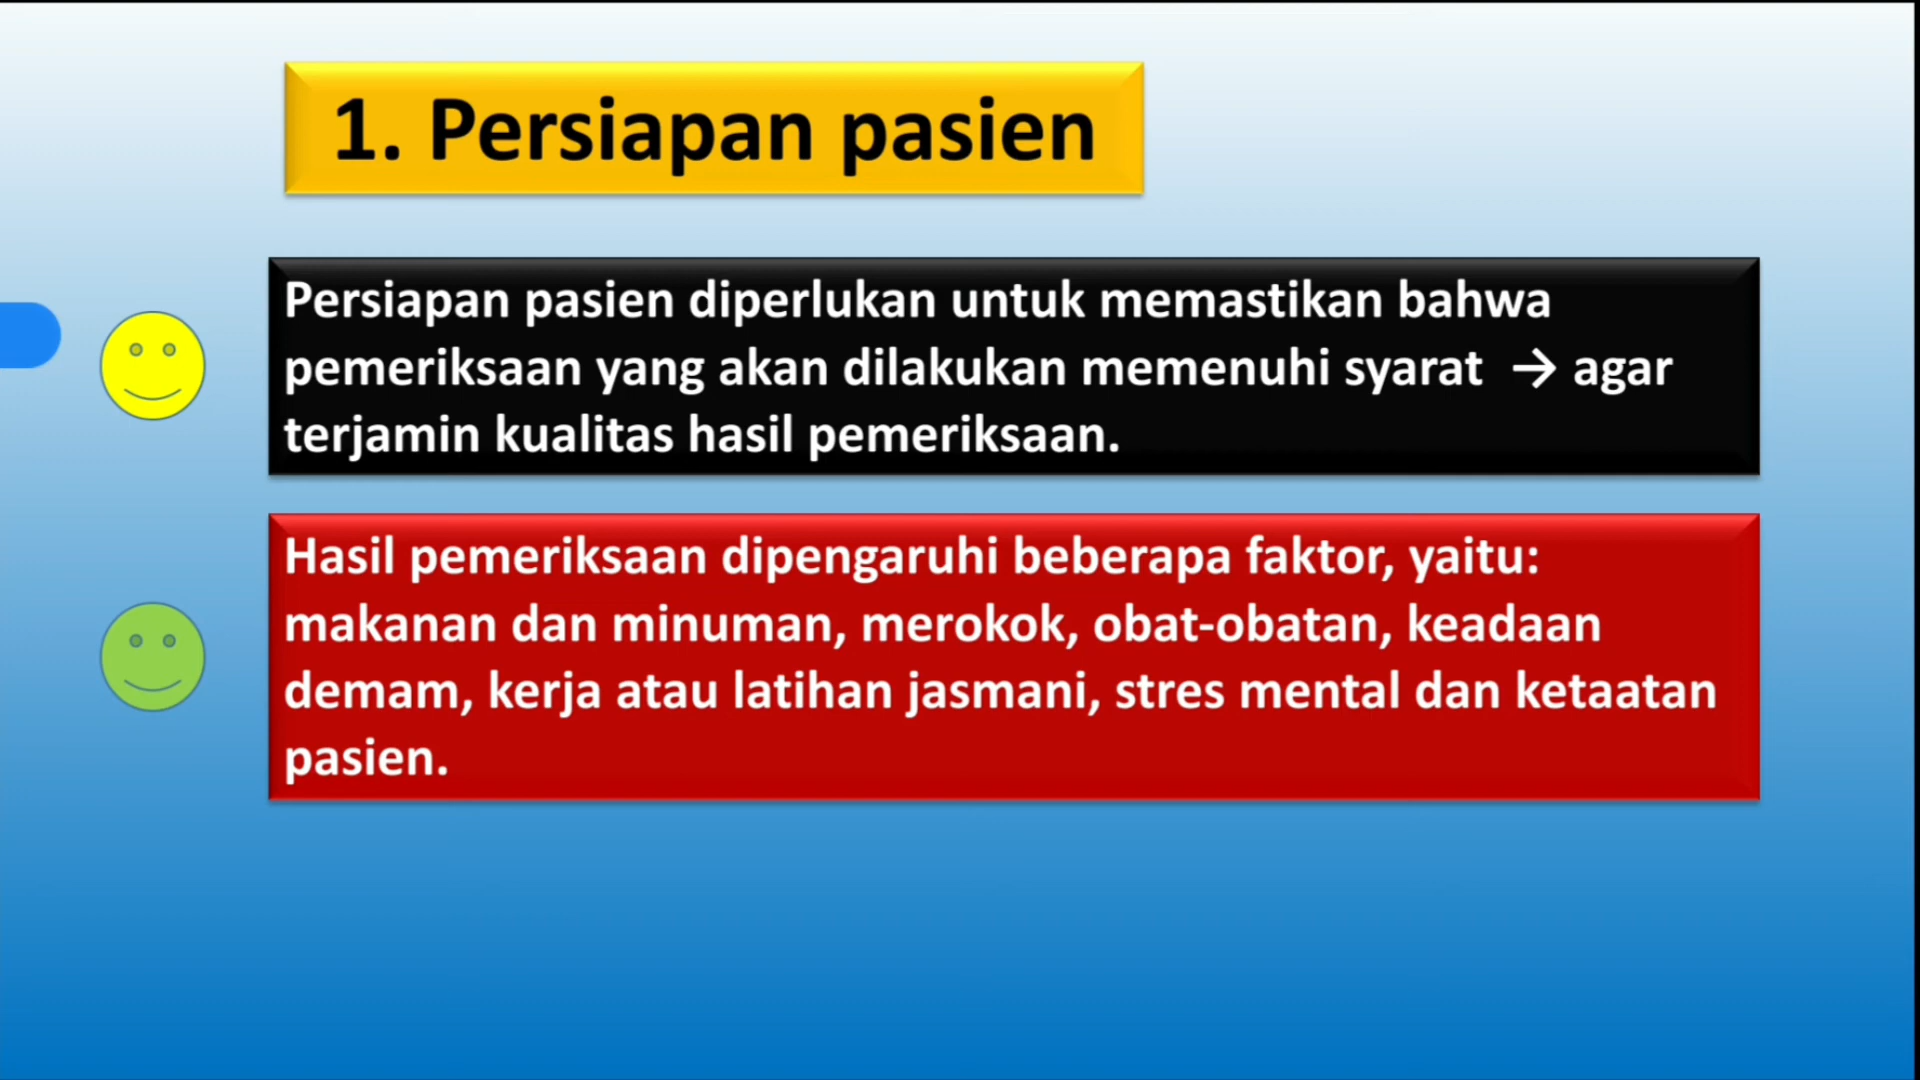 1. Persiapan pasien
Persiapan pasien diperlukan untuk memastikan bahwa
pemeriksaan yang akan dilakukan memenuhi syarat → agar
terjamin kualitas hasil pemeriksaan.
Hasil pemeriksaan dipengaruhi beberapa faktor, yaitu:
makanan dan minuman, merokok, obat-obatan, keadaan
demam, kerja atau latihan jasmani, stres mental dan ketaatan
pasien.